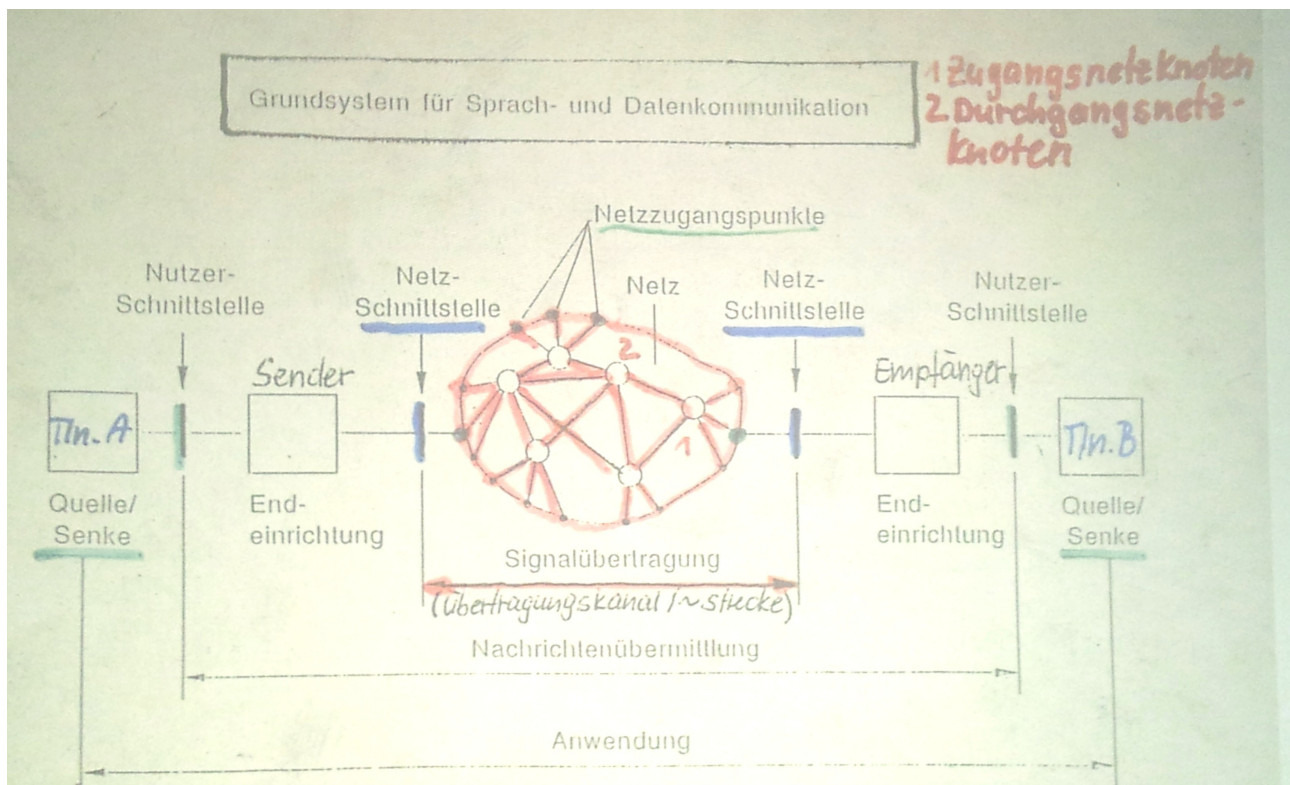 Grundsystem für Sprach- und Datenkommunikation
1 Zugangsnetzknoten
2 Durchgangsnetz-
knoten
Netzzugangspunkte
Nutzer-
Schnittstelle
Netz-
Schnittstelle
Netz
Netz-
Schnittstelle
Nutzer-
Schnittstelle
Sender
2
Empfänger
Tln. A
1
Tln. B
Quelle/
Senke
End-
einrichtung
End-
einrichtung
Quelle/
Senke
Signalübertragung
(Übertragungskanal /~strecke)
Nachrichtenübermittlung
Anwendung